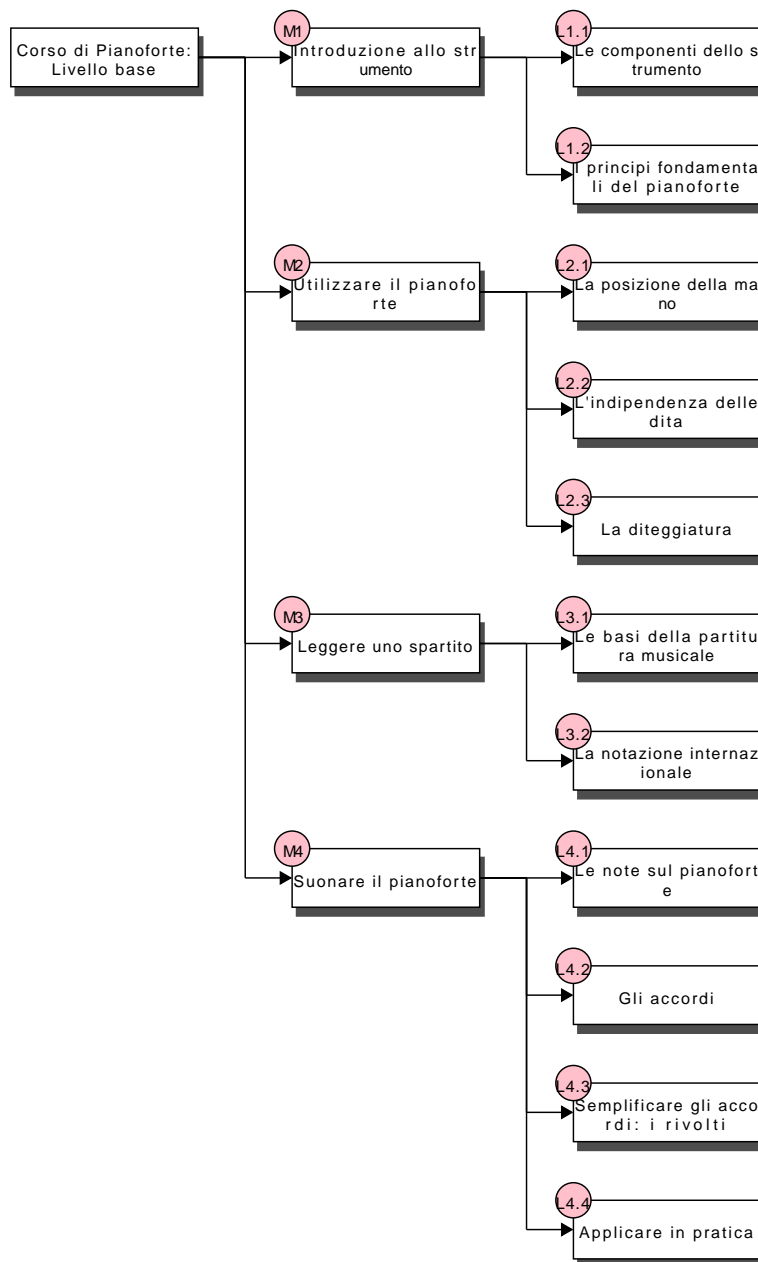 Corso di Pianoforte:
Livello base
M1
Introduzione allo str
umento
L1.1
Le componenti dello s
trumento
L1.2
I principi fondamenta
li del pianoforte
M2
Utilizzare il pianofo
rte
L2.1
La posizione della ma
no
L2.2
L'indipendenza delle
dita
L2.3
La diteggiatura
M3
Leggere uno spartito
L3.1
Le basi della partitu
ra musicale
L3.2
La notazione internaz
ionale
M4
Suonare il pianoforte
L4.1
Le note sul pianofort
e
L4.2
Gli accordi
L4.3
Semplificare gli acco
rdi: i rivolti
L4.4
Applicare in pratica